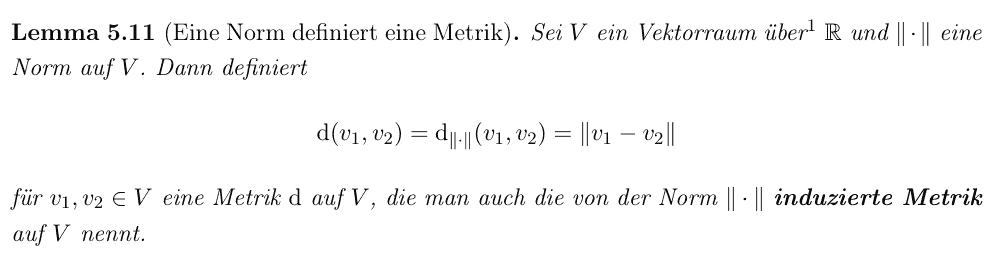 Lemma 5.11 (Eine Norm definiert eine Metrik). Sei V ein Vektorraum über¹ ℝ und ‖·‖ eine
Norm auf V. Dann definiert
d(v₁, v₂) = d_‖·‖(v₁, v₂) = ‖v₁ − v₂‖
für v₁, v₂ ∈ V eine Metrik d auf V, die man auch die von der Norm ‖·‖ induzierte Metrik
auf V nennt.